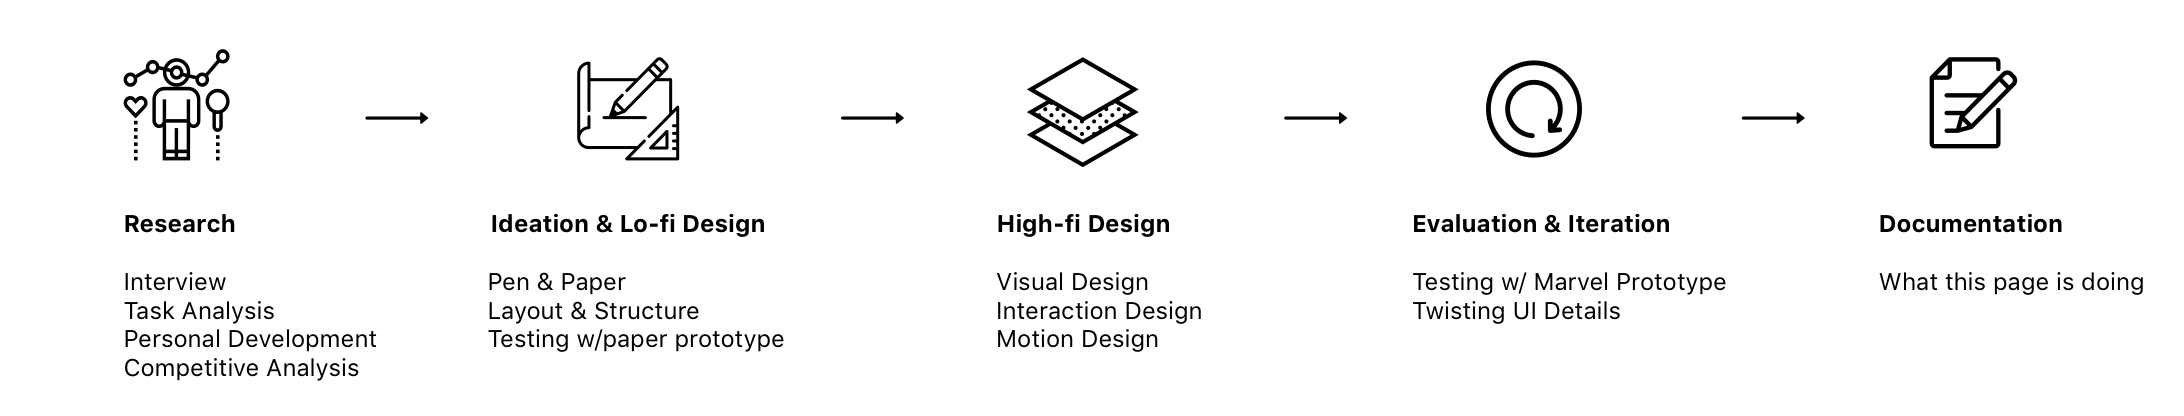 Research
Interview
Task Analysis
Personal Development
Competitive Analysis
Ideation & Lo-fi Design
Pen & Paper
Layout & Structure
Testing w/paper prototype
High-fi Design
Visual Design
Interaction Design
Motion Design
Evaluation & Iteration
Testing w/ Marvel Prototype
Twisting UI Details
Documentation
What this page is doing